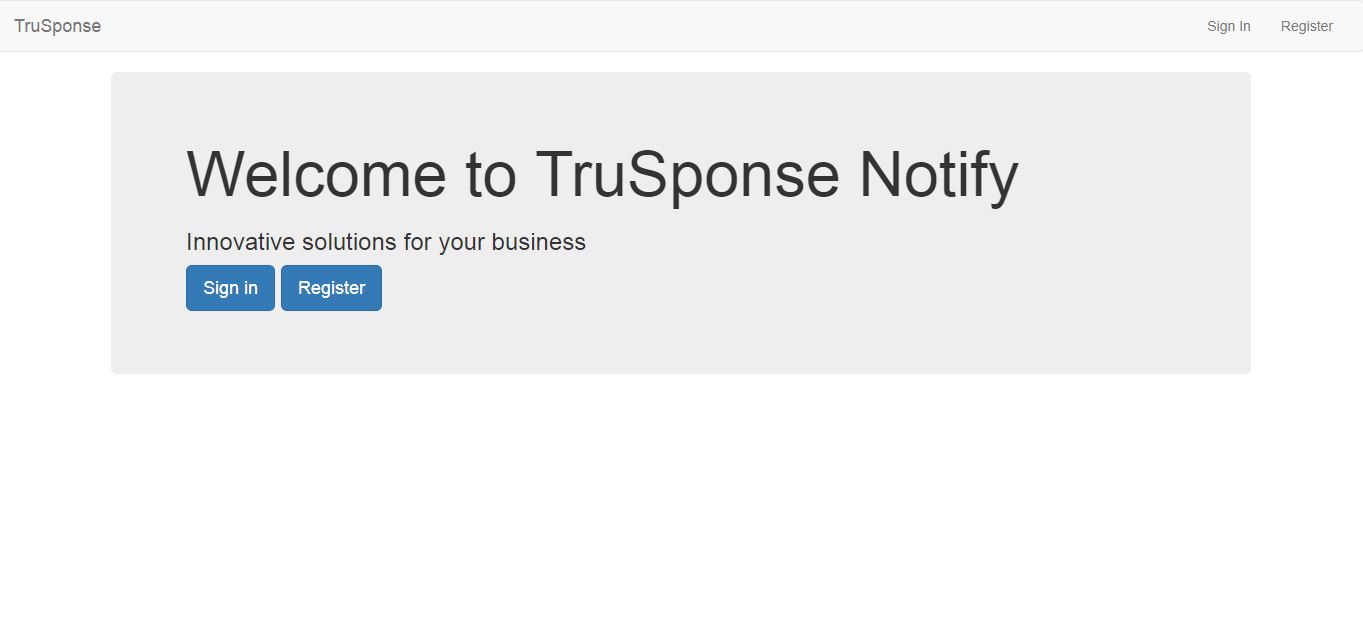 TruSponse
Sign In
Register
Welcome to TruSponse Notify
Innovative solutions for your business
Sign in
Register